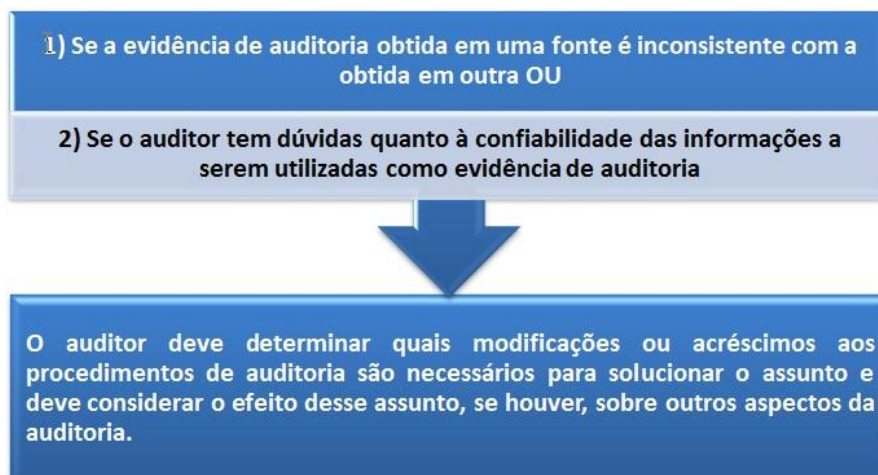 1) Se a evidência de auditoria obtida em uma fonte é inconsistente com a
obtida em outra OU
2) Se o auditor tem dúvidas quanto à confiabilidade das informações a
serem utilizadas como evidência de auditoria
O auditor deve determinar quais modificações ou acréscimos aos
procedimentos de auditoria são necessários para solucionar o assunto e
deve considerar o efeito desse assunto, se houver, sobre outros aspectos da
auditoria.